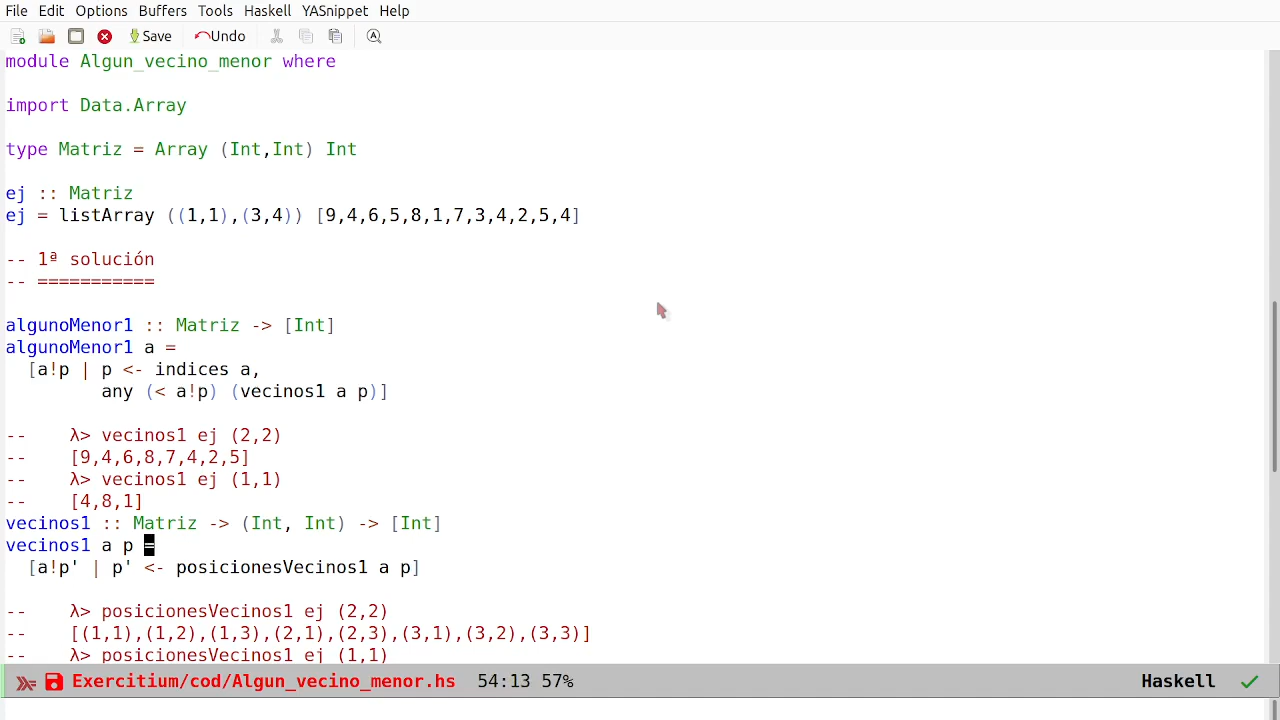 File Edit Options Buffers Tools Haskell YASnippet Help
Save Undo
module Algun_vecino_menor where
import Data.Array
type Matriz = Array (Int,Int) Int
ej :: Matriz
ej = listArray ((1,1),(3,4)) [9,4,6,5,8,1,7,3,4,2,5,4]
-- 1ª solución
-- ===========
algunoMenor1 :: Matriz -> [Int]
algunoMenor1 a =
  [a!p | p <- indices a,
         any (< a!p) (vecinos1 a p)]
--    λ> vecinos1 ej (2,2)
--    [9,4,6,8,7,4,2,5]
--    λ> vecinos1 ej (1,1)
--    [4,8,1]
vecinos1 :: Matriz -> (Int, Int) -> [Int]
vecinos1 a p =
  [a!p' | p' <- posicionesVecinos1 a p]
--    λ> posicionesVecinos1 ej (2,2)
--    [(1,1),(1,2),(1,3),(2,1),(2,3),(3,1),(3,2),(3,3)]
--    λ> posicionesVecinos1 ej (1,1)
Exercitium/cod/Algun_vecino_menor.hs 54:13 57% Haskell